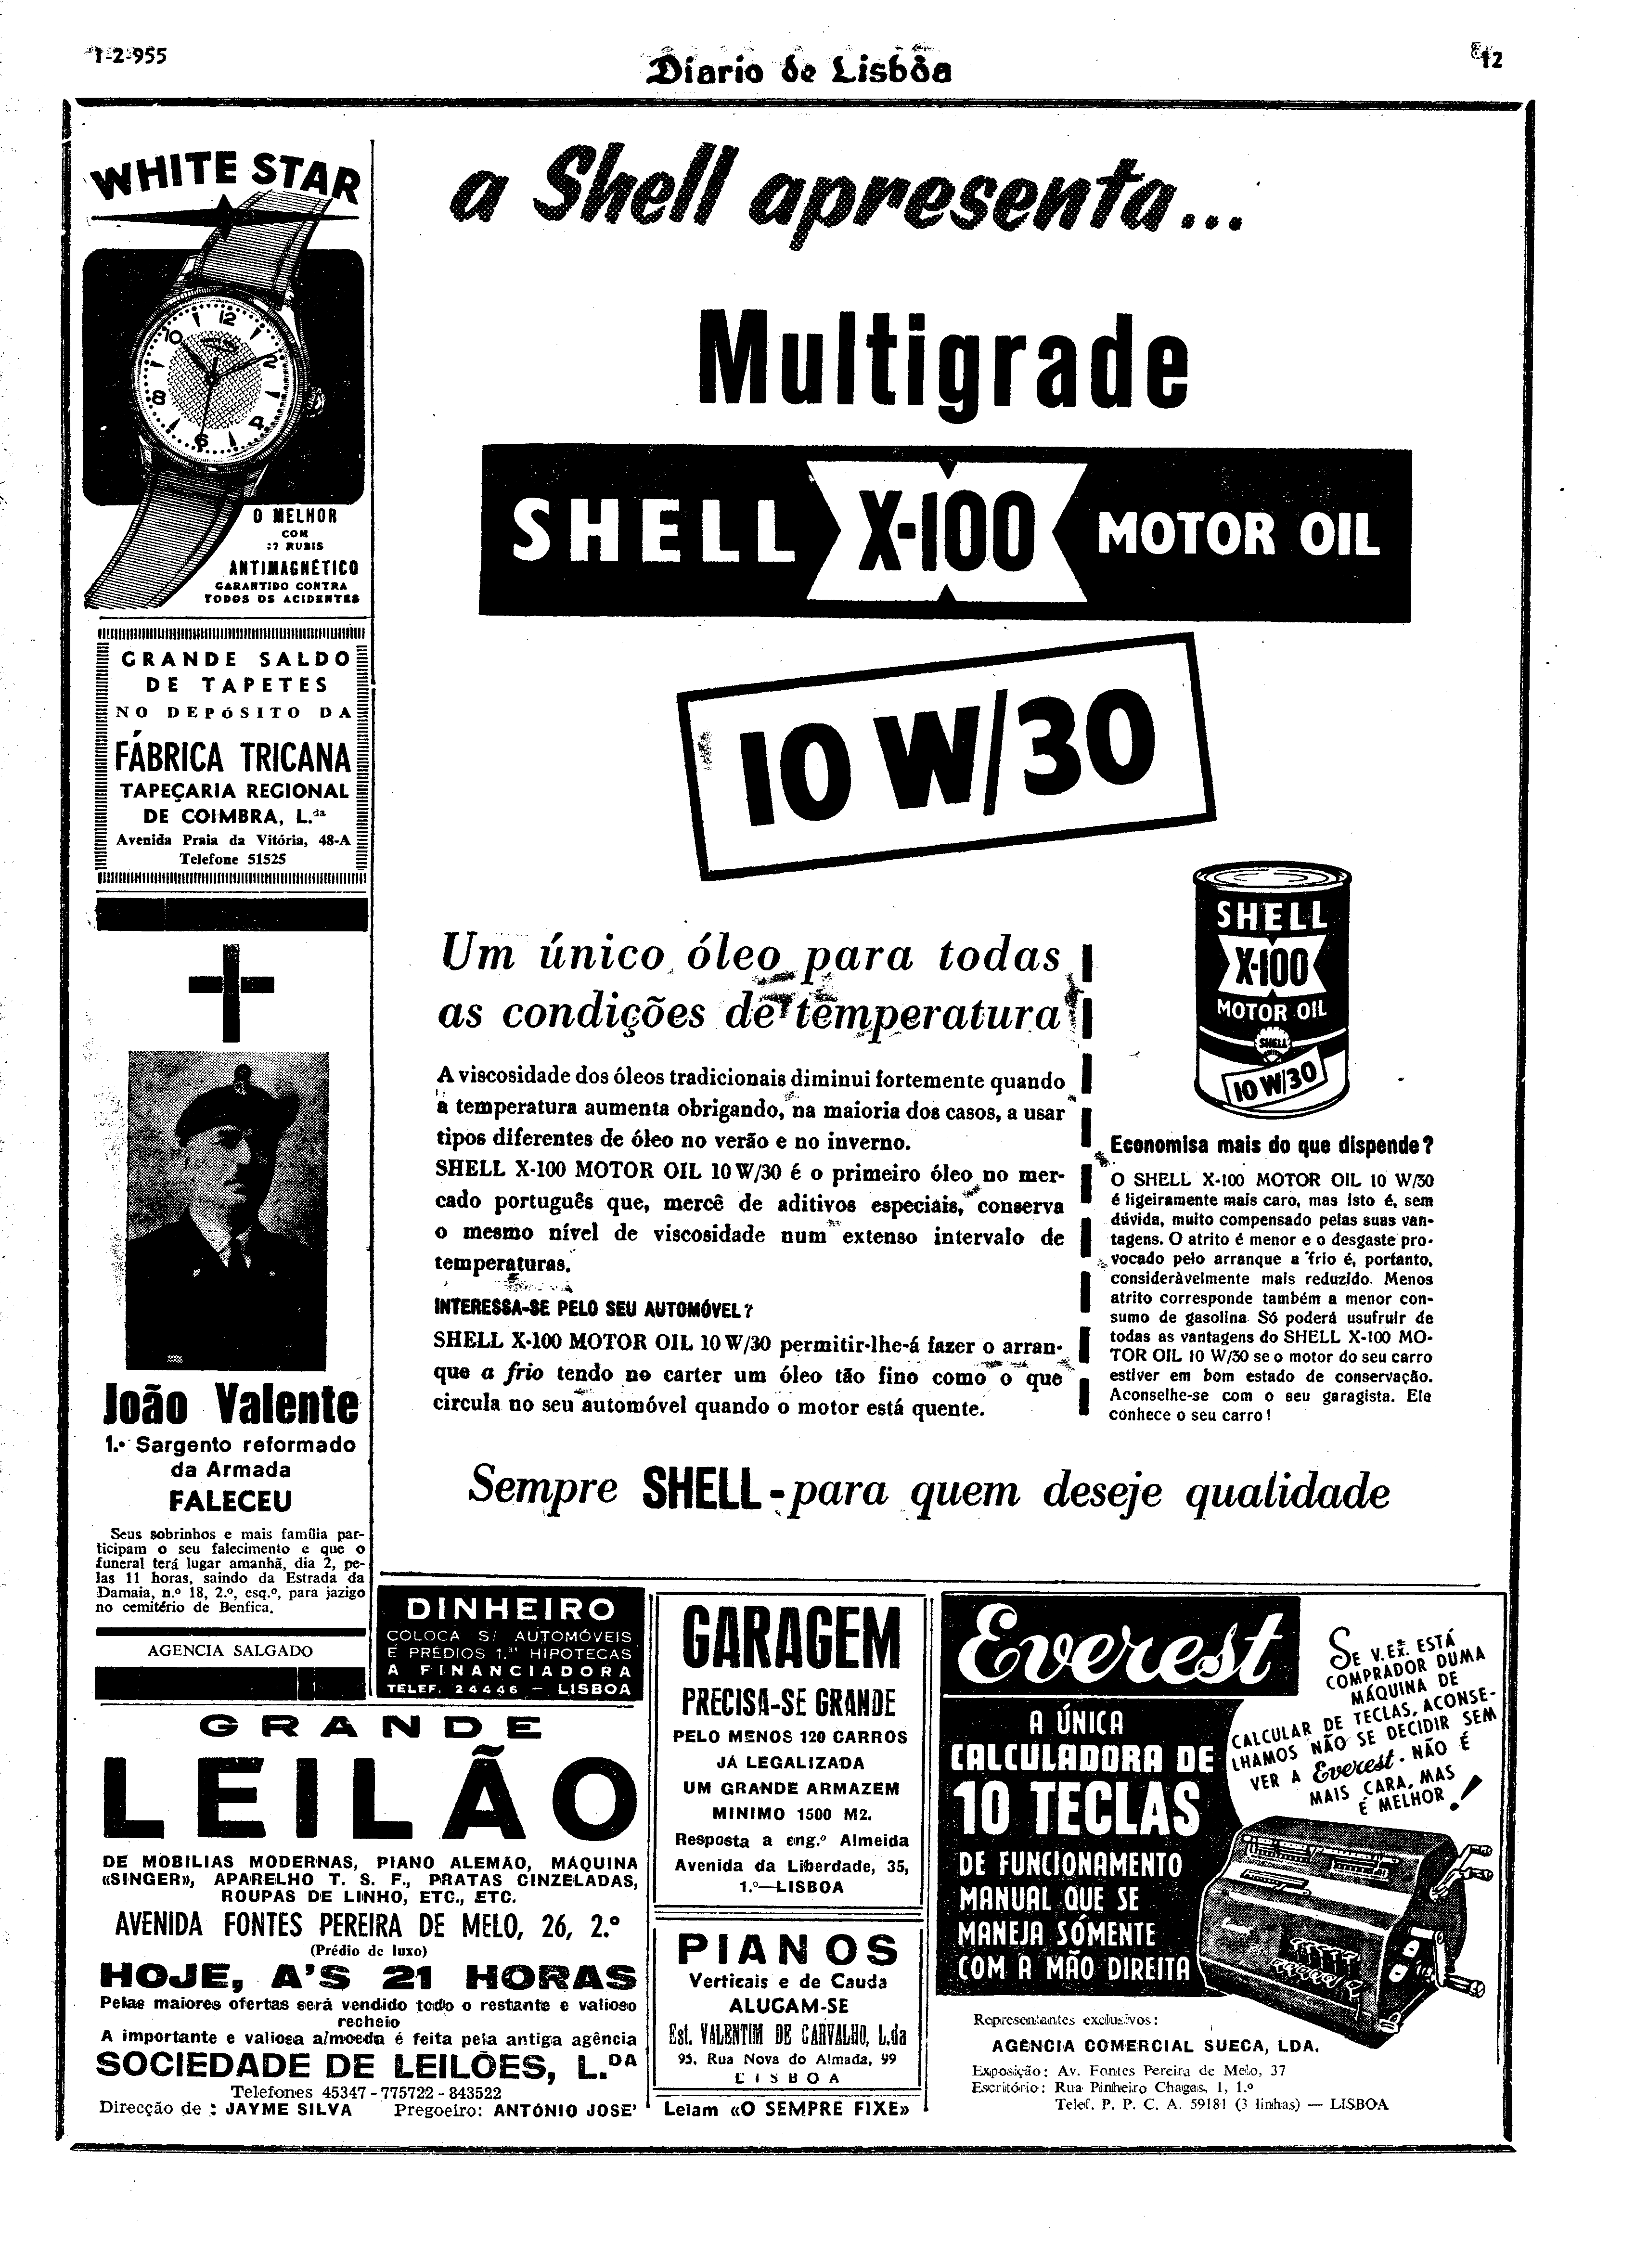 1-2-955
Diario de Lisbôa
12
WHITE STAR
12
2
4
6
8
10
O MELHOR
COM
17 RUBIS
ANTIMAGNÉTICO
GARANTIDO CONTRA
TODOS OS ACIDENTES
GRANDE SALDO
DE TAPETES
NO DEPÓSITO DA
FÁBRICA TRICANA
TAPEÇARIA REGIONAL
DE COIMBRA, L.da
Avenida Praia da Vitória, 48-A
Telefone 51525
João Valente
1.º Sargento reformado
da Armada
FALECEU
Seus sobrinhos e mais família par-
ticipam o seu falecimento e que o
funeral terá lugar amanhã, dia 2, pe-
las 11 horas, saindo da Estrada da
Damaia, n.º 18, 2.º, esq.º, para jazigo
no cemitério de Benfica.
AGENCIA SALGADO
a Shell apresenta...
Multigrade
SHELL X-100 MOTOR OIL
10 W/30
Um único óleo para todas
as condições de temperatura
A viscosidade dos óleos tradicionais diminui fortemente quando
a temperatura aumenta obrigando, na maioria dos casos, a usar
tipos diferentes de óleo no verão e no inverno.
SHELL X-100 MOTOR OIL 10 W/30 é o primeiro óleo no mer-
cado português que, mercê de aditivos especiais, conserva
o mesmo nível de viscosidade num extenso intervalo de
temperaturas.
INTERESSA-SE PELO SEU AUTOMÓVEL?
SHELL X-100 MOTOR OIL 10 W/30 permitir-lhe-á fazer o arran-
que a frio tendo no carter um óleo tão fino como o que
circula no seu automóvel quando o motor está quente.
SHELL
X-100
MOTOR OIL
SHELL
10 W/30
Economisa mais do que dispende?
O SHELL X-100 MOTOR OIL 10 W/30
é ligeiramente mais caro, mas isto é, sem
dúvida, muito compensado pelas suas van-
tagens. O atrito é menor e o desgaste pro-
vocado pelo arranque a frio é, portanto,
consideràvelmente mais reduzido. Menos
atrito corresponde também a menor con-
sumo de gasolina. Só poderá usufruir de
todas as vantagens do SHELL X-100 MO-
TOR OIL 10 W/30 se o motor do seu carro
estiver em bom estado de conservação.
Aconselhe-se com o seu garagista. Ele
conhece o seu carro!
Sempre SHELL - para quem deseje qualidade
DINHEIRO
COLOCA S/ AUTOMÓVEIS
E PRÉDIOS 1.as HIPOTECAS
A FINANCIADORA
TELEF. 24446 — LISBOA
GRANDE
LEILÃO
DE MOBILIAS MODERNAS, PIANO ALEMÃO, MÁQUINA
«SINGER», APARELHO T. S. F., PRATAS CINZELADAS,
ROUPAS DE LINHO, ETC., ETC.
AVENIDA FONTES PEREIRA DE MELO, 26, 2.º
(Prédio de luxo)
HOJE, A'S 21 HORAS
Pelas maiores ofertas será vendido todo o restante e valioso
recheio
A importante e valiosa almoeda é feita pela antiga agência
SOCIEDADE DE LEILÕES, L.DA
Telefones 45347 - 775722 - 843522
Direcção de : JAYME SILVA Pregoeiro: ANTÓNIO JOSE'
GARAGEM
PRECISA-SE GRANDE
PELO MENOS 120 CARROS
JÁ LEGALIZADA
UM GRANDE ARMAZEM
MINIMO 1500 M2.
Resposta a eng.º Almeida
Avenida da Liberdade, 35,
1.º—LISBOA
PIANOS
Verticais e de Cauda
ALUGAM-SE
Est. VALENTIM DE CARVALHO, L.da
95, Rua Nova do Almada, 99
LISBOA
Leiam «O SEMPRE FIXE»
Everest
A ÚNICA
CALCULADORA DE
10 TECLAS
DE FUNCIONAMENTO
MANUAL QUE SE
MANEJA SÓMENTE
COM A MÃO DIREITA
SE V. EX.ª ESTÁ
COMPRADOR DUMA
MÁQUINA DE
CALCULAR DE TECLAS, ACONSE-
LHAMOS NÃO SE DECIDIR SEM
VER A Everest. NÃO É
MAIS CARA, MAS
É MELHOR!
Everest
Representantes exclusivos:
AGÊNCIA COMERCIAL SUECA, LDA.
Exposição: Av. Fontes Pereira de Melo, 37
Escritório: Rua Pinheiro Chagas, 1, 1.º
Telef. P. P. C. A. 59181 (3 linhas) — LISBOA